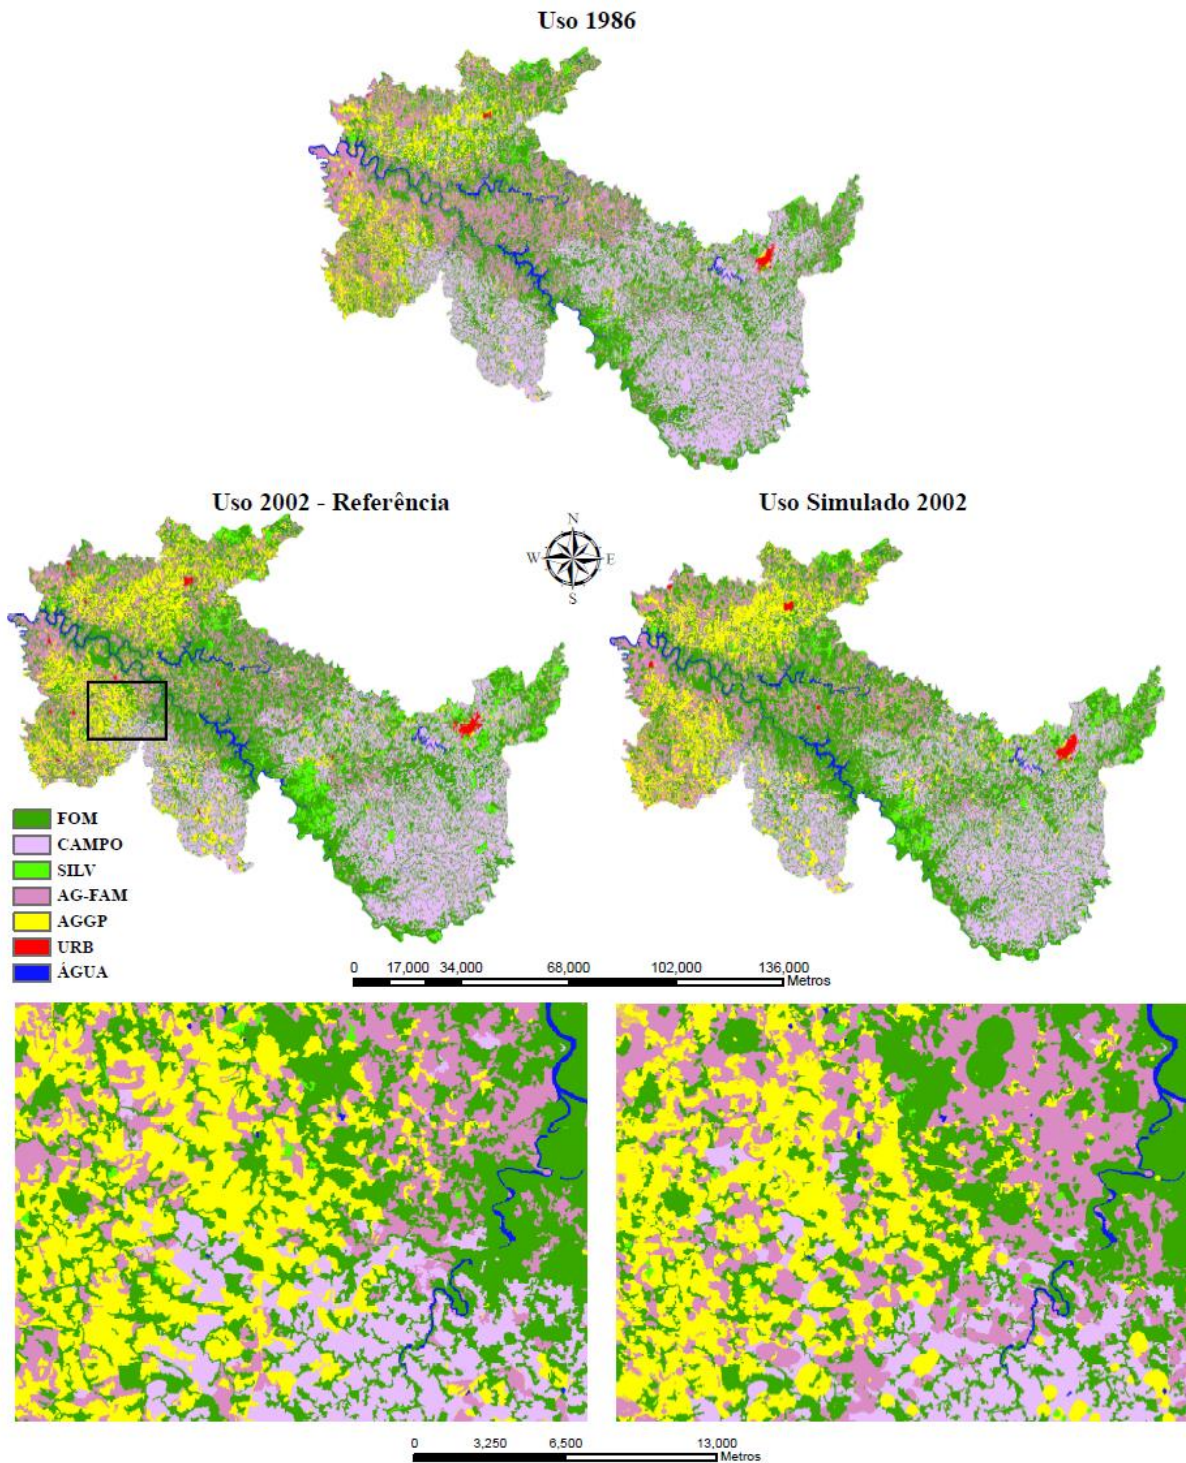 Uso 1986
Uso 2002 - Referência
Uso Simulado 2002
N
W
E
S
FOM
CAMPO
SILV
AG-FAM
AGGP
URB
ÁGUA
0 17,000 34,000 68,000 102,000 136,000
Metros
0 3,250 6,500 13,000
Metros